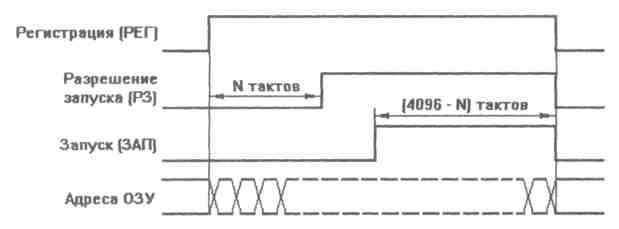 Регистрация (РЕГ)
Разрешение
запуска (РЗ)
N тактов
(4096 - N) тактов
Запуск (ЗАП)
Адреса ОЗУ